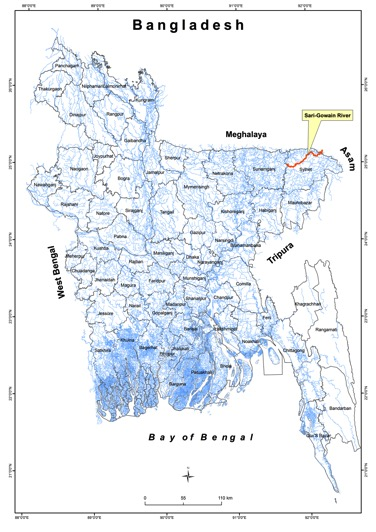 Bangladesh
Panchagarh
Thakurgaon
Nilphamari
Lalmonirhat
Kurigram
Dinajpur
Rangpur
Gaibandha
Sari-Gowain River
Meghalaya
Asam
Joypurhat
Sherpur
Naogaon
Bogra
Jamalpur
Netrakona
Sunamganj
Sylhet
Mymensingh
Nawabganj
Rajshahi
Natore
Sirajganj
Tangail
Kishoreganj
Habiganj
Maulvibazar
Gazipur
Pabna
Narsingdi
Brahmanbaria
Kushtia
Meherpur
Manikganj
Dhaka
Narayanganj
Tripura
West Bengal
Chuadanga
Rajbari
Jhenaidah
Magura
Faridpur
Munshiganj
Comilla
Shariatpur
Chandpur
Khagrachhari
Narail
Madaripur
Jessore
Gopalganj
Feni
Rangamati
Barisal
Lakshmipur
Noakhali
Chittagong
Khulna
Satkhira
Bagerhat
Bhola
Patuakhali
Barguna
Bandarban
Cox'S Bazar
Bay of Bengal
0 55 110 km